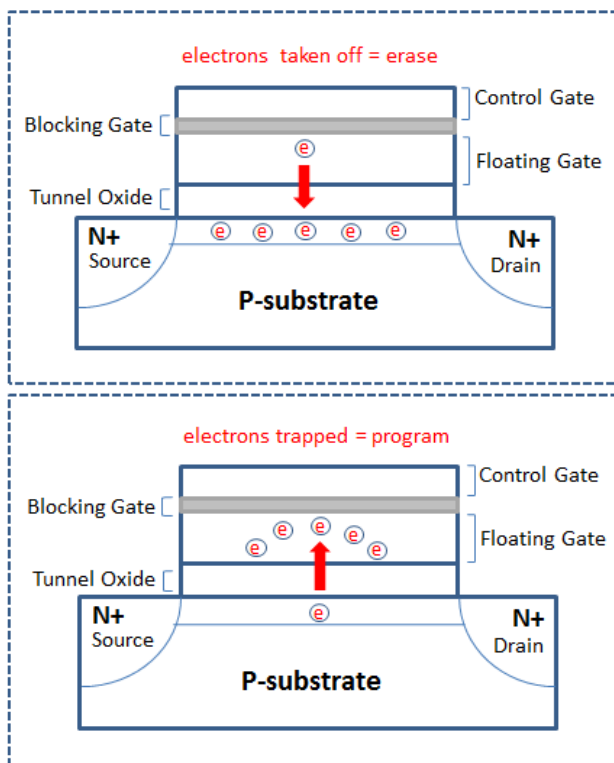 electrons taken off = erase
Control Gate
Blocking Gate
e
Floating Gate
Tunnel Oxide
N+
Source
e e e e e
N+
Drain
P-substrate
electrons trapped = program
Control Gate
Blocking Gate
e e e e e
Floating Gate
Tunnel Oxide
N+
Source
e
N+
Drain
P-substrate